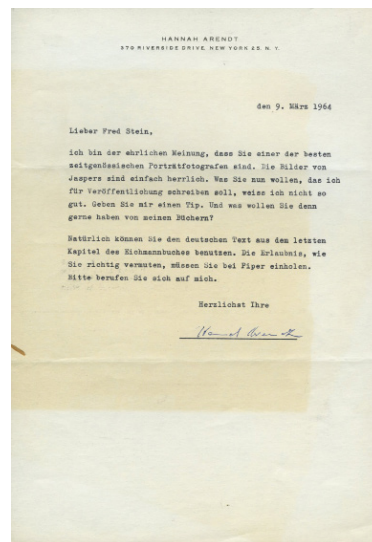 HANNAH ARENDT
370 RIVERSIDE DRIVE, NEW YORK 25, N. Y.
den 9. März 1964
Lieber Fred Stein,
ich bin der ehrlichen Meinung, dass Sie einer der besten
zeitgenössischen Porträtfotografen sind. Die Bilder von
Jaspers sind einfach herrlich. Was Sie nun wollen, das ich
für Veröffentlichung schreiben soll, weiss ich nicht so
gut. Geben Sie mir einen Tip. Und was wollen Sie denn
gerne haben von meinen Büchern?
Natürlich können Sie den deutschen Text aus dem letzten
Kapitel des Eichmannbuches benutzen. Die Erlaubnis, wie
Sie richtig vermuten, müssen Sie bei Piper einholen.
Bitte berufen Sie sich auf mich.
Herzlichst Ihre
Hannah Arendt